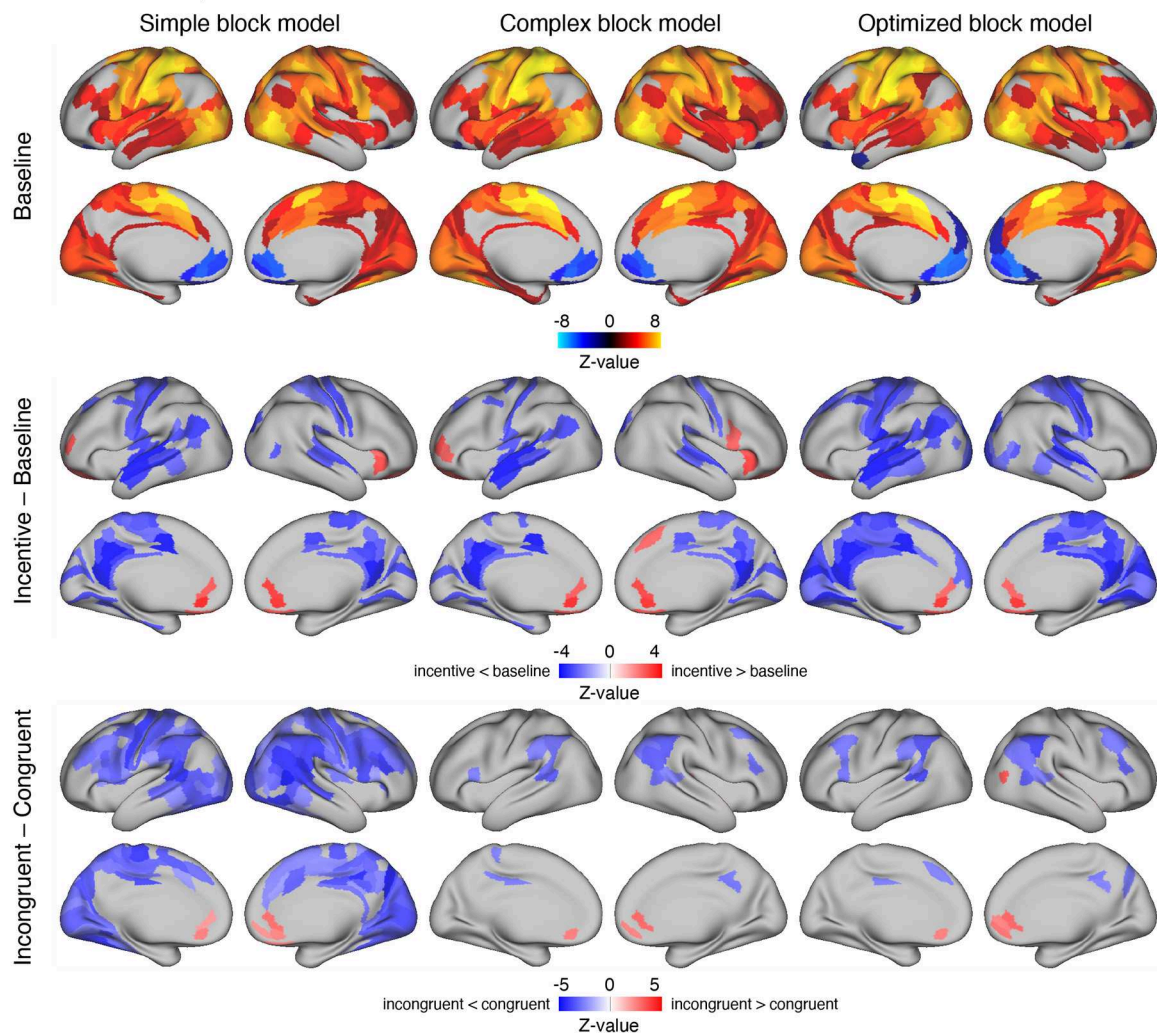 Simple block model Complex block model Optimized block model
Baseline
-8 0 8
Z-value
Incentive – Baseline
-4 0 4
incentive < baseline incentive > baseline
Z-value
Incongruent – Congruent
-5 0 5
incongruent < congruent incongruent > congruent
Z-value